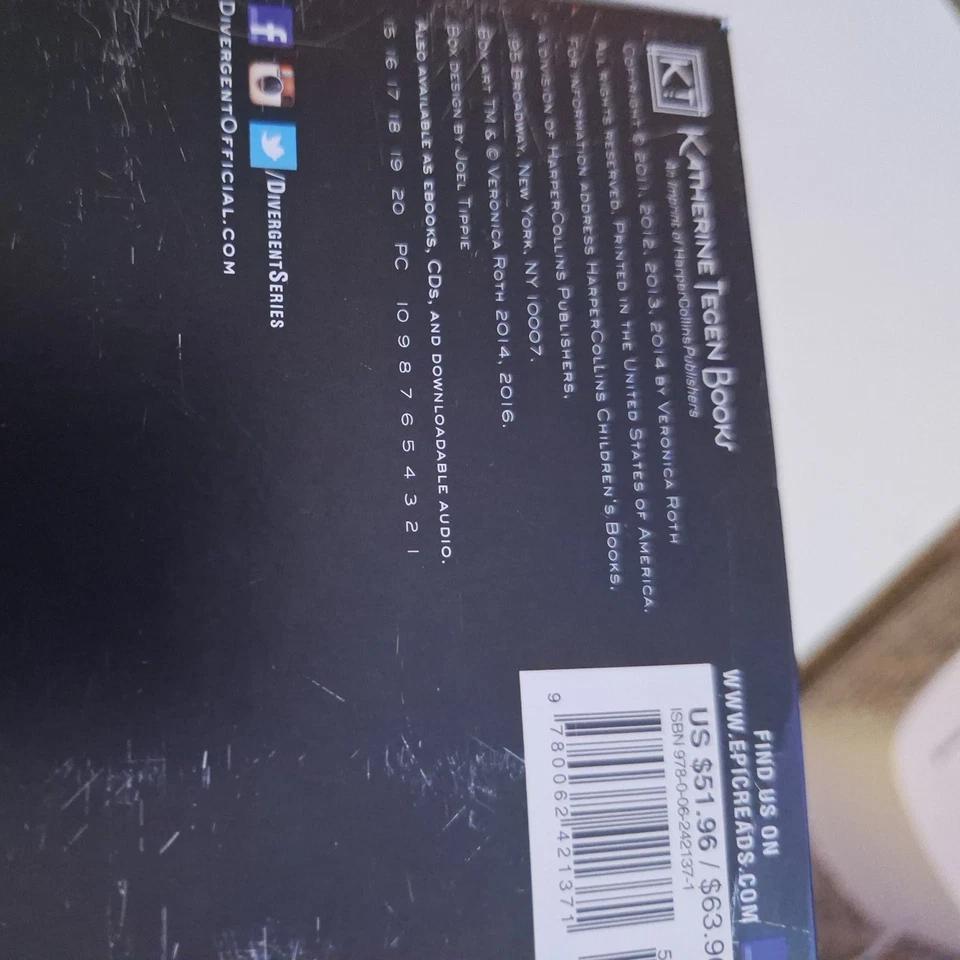 KT KATHERINE TEGEN BOOKS
An Imprint of HarperCollinsPublishers
COPYRIGHT © 2011, 2012, 2013, 2014 BY VERONICA ROTH
ALL RIGHTS RESERVED. PRINTED IN THE UNITED STATES OF AMERICA.
FOR INFORMATION ADDRESS HARPERCOLLINS CHILDREN'S BOOKS,
A DIVISION OF HARPERCOLLINS PUBLISHERS,
195 BROADWAY, NEW YORK, NY 10007.
BOX ART TM & © VERONICA ROTH 2014, 2016.
BOX DESIGN BY JOEL TIPPIE
ALSO AVAILABLE AS EBOOKS, CDS, AND DOWNLOADABLE AUDIO.
15 16 17 18 19 20 PC 10 9 8 7 6 5 4 3 2 1
/DIVERGENTSERIES
DIVERGENTOFFICIAL.COM
FIND US ON
WWW.EPICREADS.COM
US $51.96 / $63.9
ISBN 978-0-06-242137-1
9 780062 421371
5